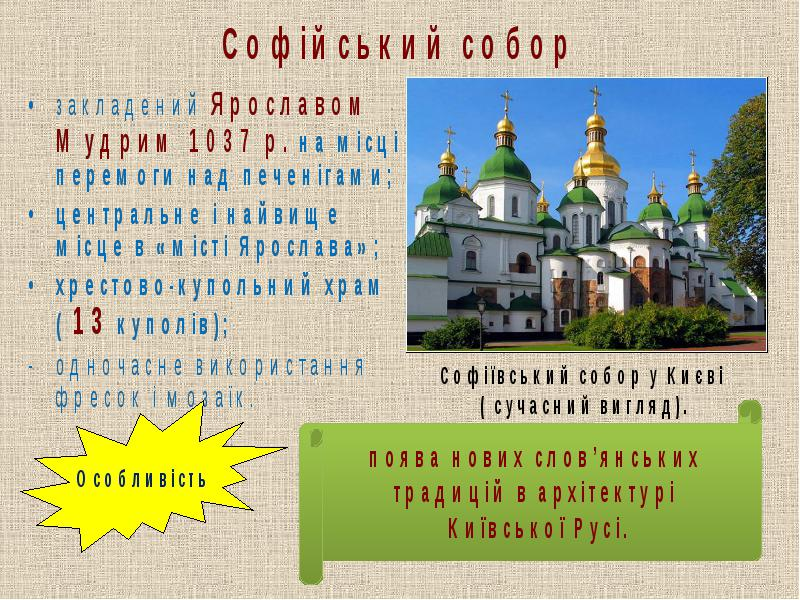 Софійський собор
• закладений Ярославом
Мудрим 1037 р. на місці
перемоги над печенігами;
• центральне і найвище
місце в «місті Ярослава»;
• хрестово-купольний храм
( 13 куполів);
- одночасне використання
фресок і мозаїк.
Софіївський собор у Києві
( сучасний вигляд).
Особливість
поява нових слов’янських
традицій в архітектурі
Київської Русі.